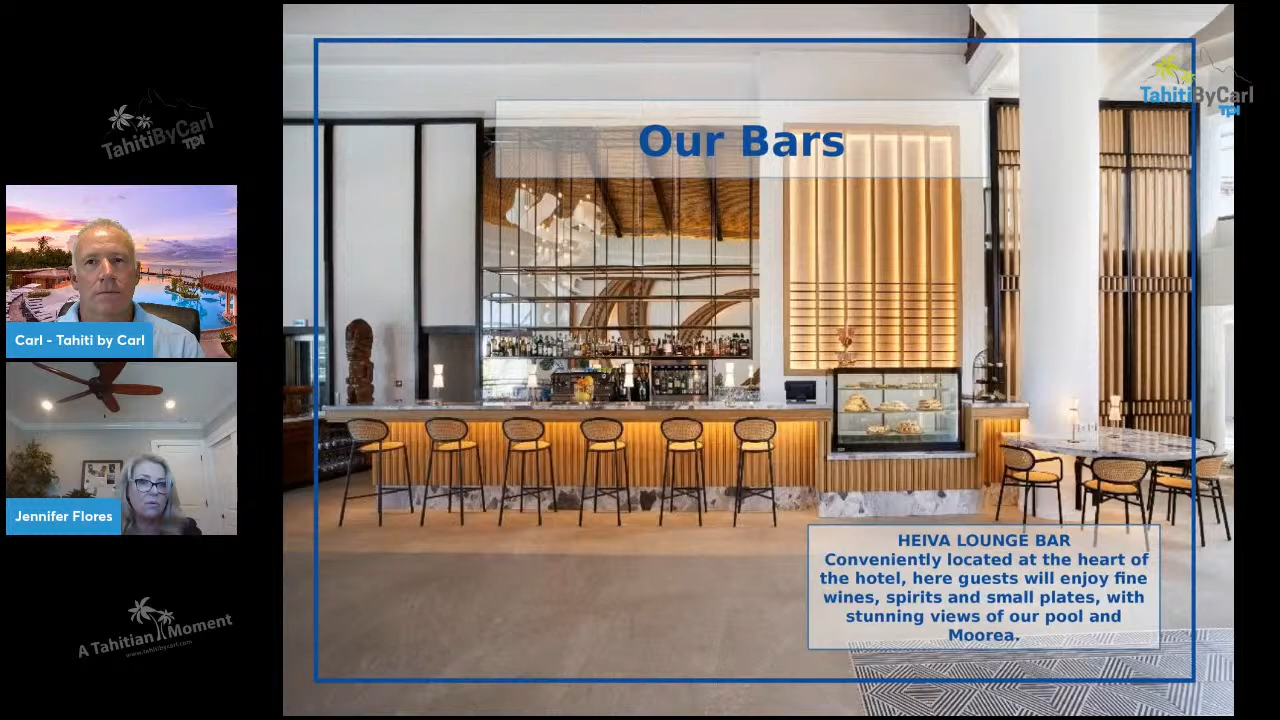 TahitiByCarl
TPI
Carl - Tahiti by Carl
Jennifer Flores
A Tahitian Moment
www.tahitibycarl.com
Our Bars
TahitiByCarl
TPI
HEIVA LOUNGE BAR
Conveniently located at the heart of
the hotel, here guests will enjoy fine
wines, spirits and small plates, with
stunning views of our pool and
Moorea.